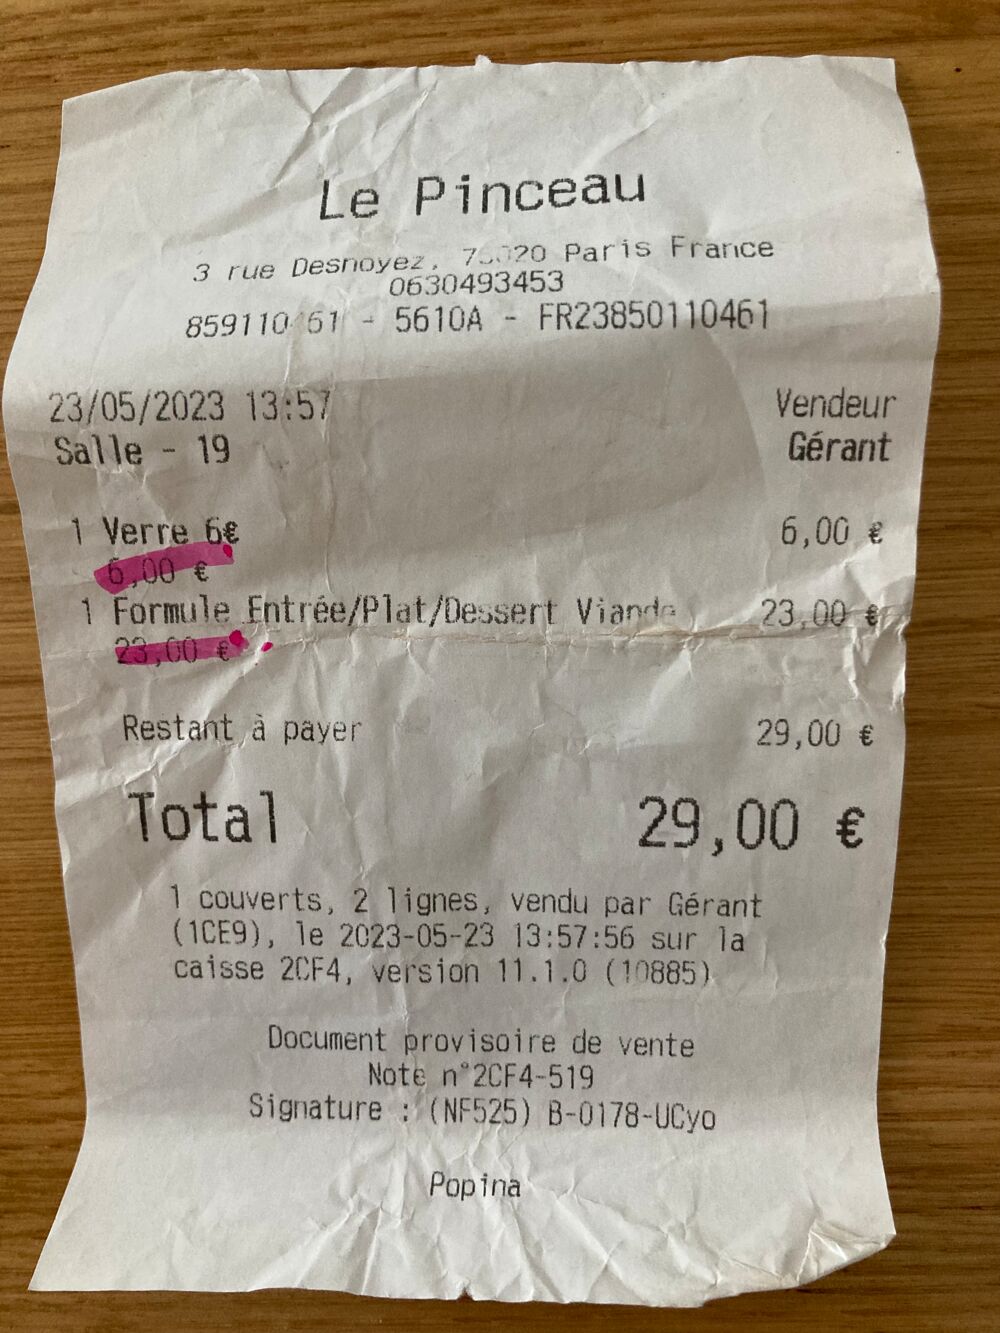 Le Pinceau
3 rue Desnoyez, Paris France
0630493453
- 5610A - FR23850110461
23/05/2023 13:57
Vendeur
Salle - 19
Gérant
1 Verre 6€ 6,00 €
6,00 €
1 Formule Entrée/Plat/Dessert Viande 23,00 €
23,00 €
Restant à payer 29,00 €
Total 29,00 €
1 couverts, 2 lignes, vendu par Gérant
(1CE9), le 2023-05-23 13:57:56 sur la
caisse 2CF4, version 11.1.0 (10885)
Document provisoire de vente
Note n°2CF4-519
Signature : (NF525) B-0178-UCyo
Popina